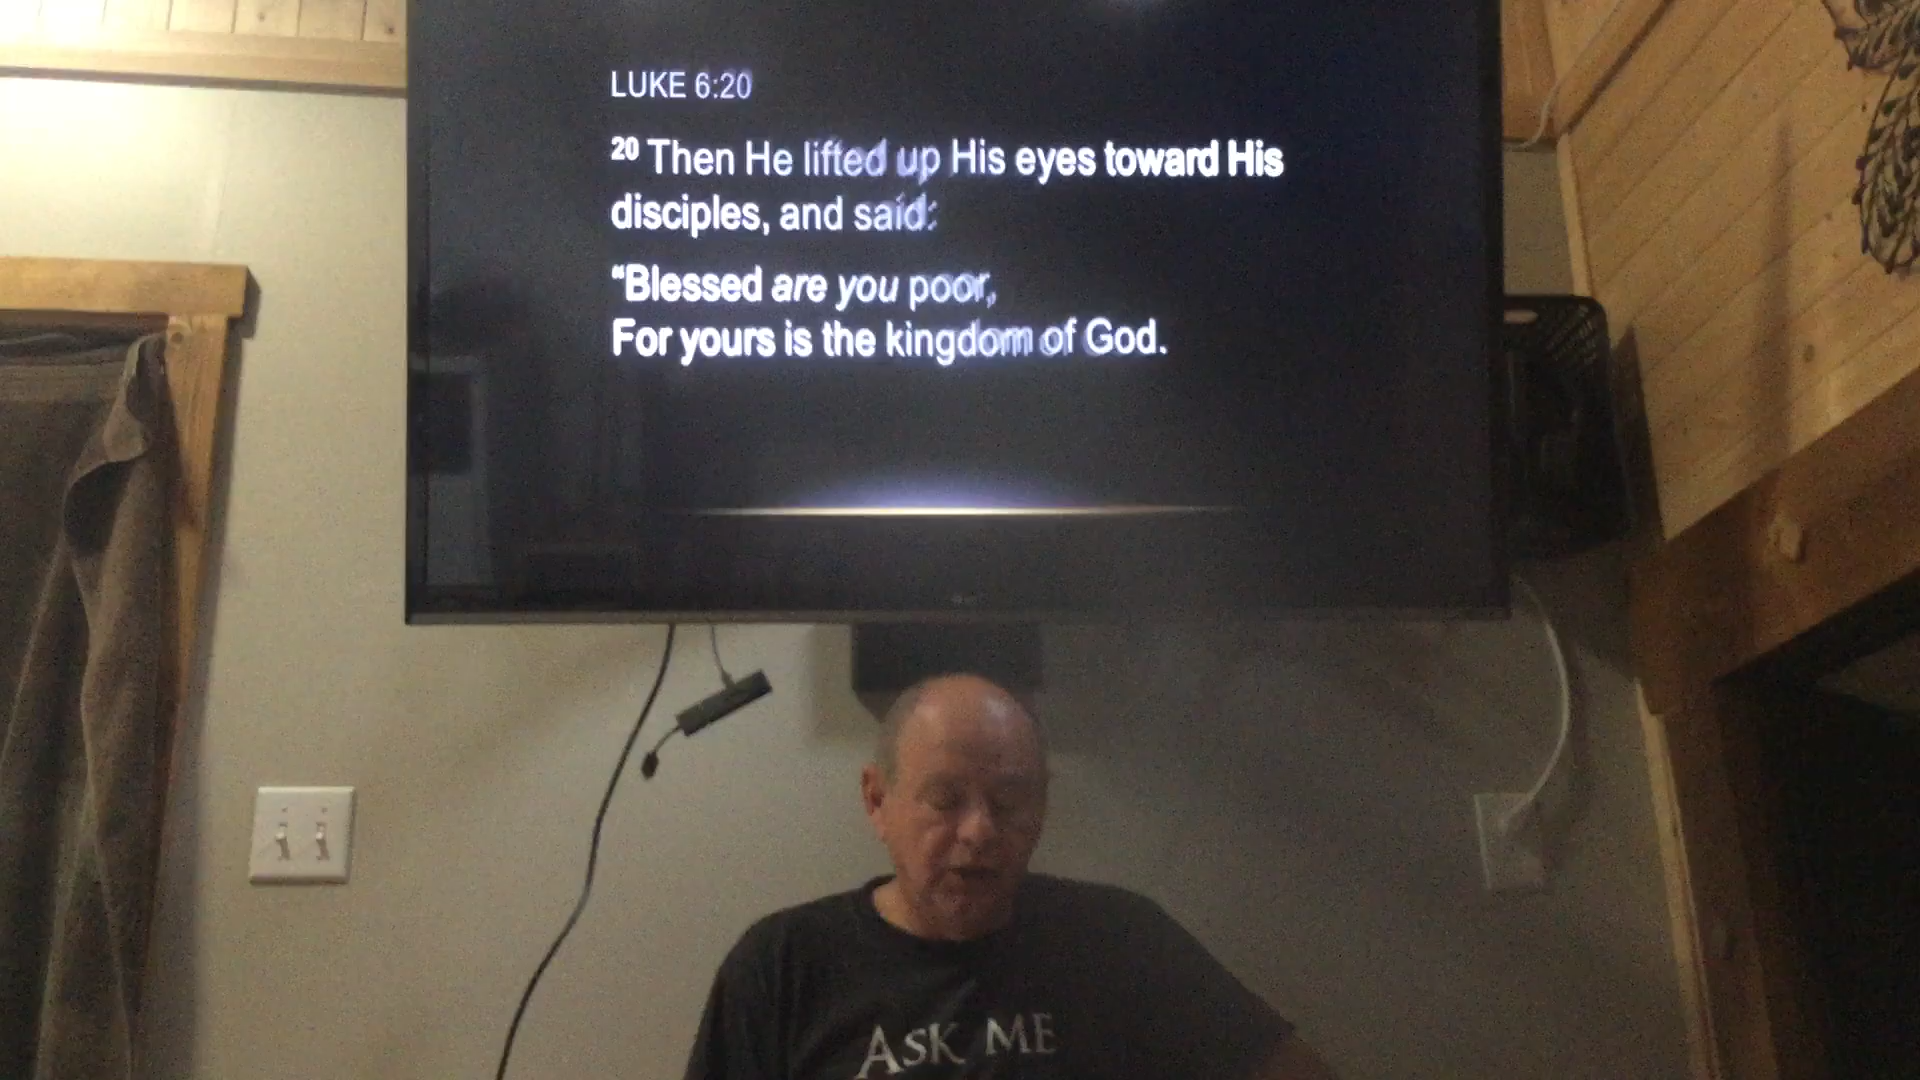 LUKE 6:20
20 Then He lifted up His eyes toward His
disciples, and said:
“Blessed are you poor,
For yours is the kingdom of God.
ASK ME